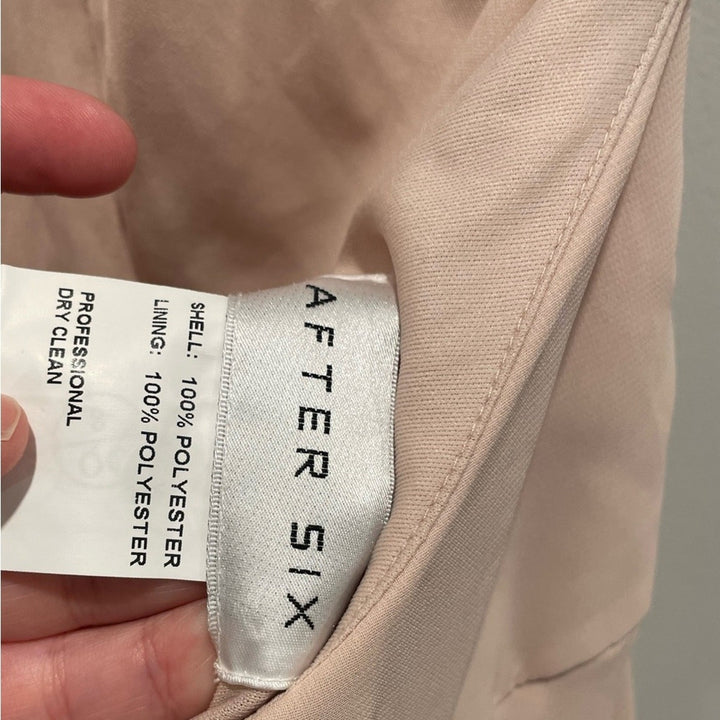 AFTER SIX
SHELL: 100% POLYESTER
LINING: 100% POLYESTER
PROFESSIONAL
DRY CLEAN